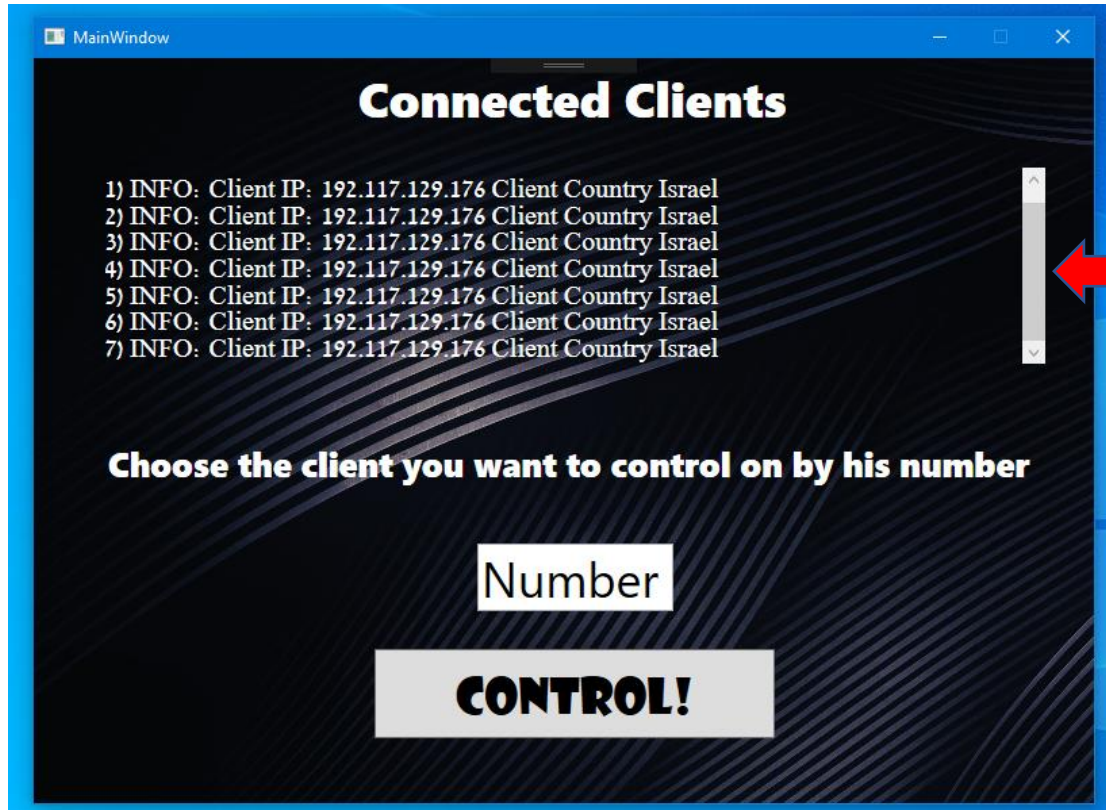 MainWindow
Connected Clients
1) INFO: Client IP: 192.117.129.176 Client Country Israel
2) INFO: Client IP: 192.117.129.176 Client Country Israel
3) INFO: Client IP: 192.117.129.176 Client Country Israel
4) INFO: Client IP: 192.117.129.176 Client Country Israel
5) INFO: Client IP: 192.117.129.176 Client Country Israel
6) INFO: Client IP: 192.117.129.176 Client Country Israel
7) INFO: Client IP: 192.117.129.176 Client Country Israel
Choose the client you want to control on by his number
Number
CONTROL!